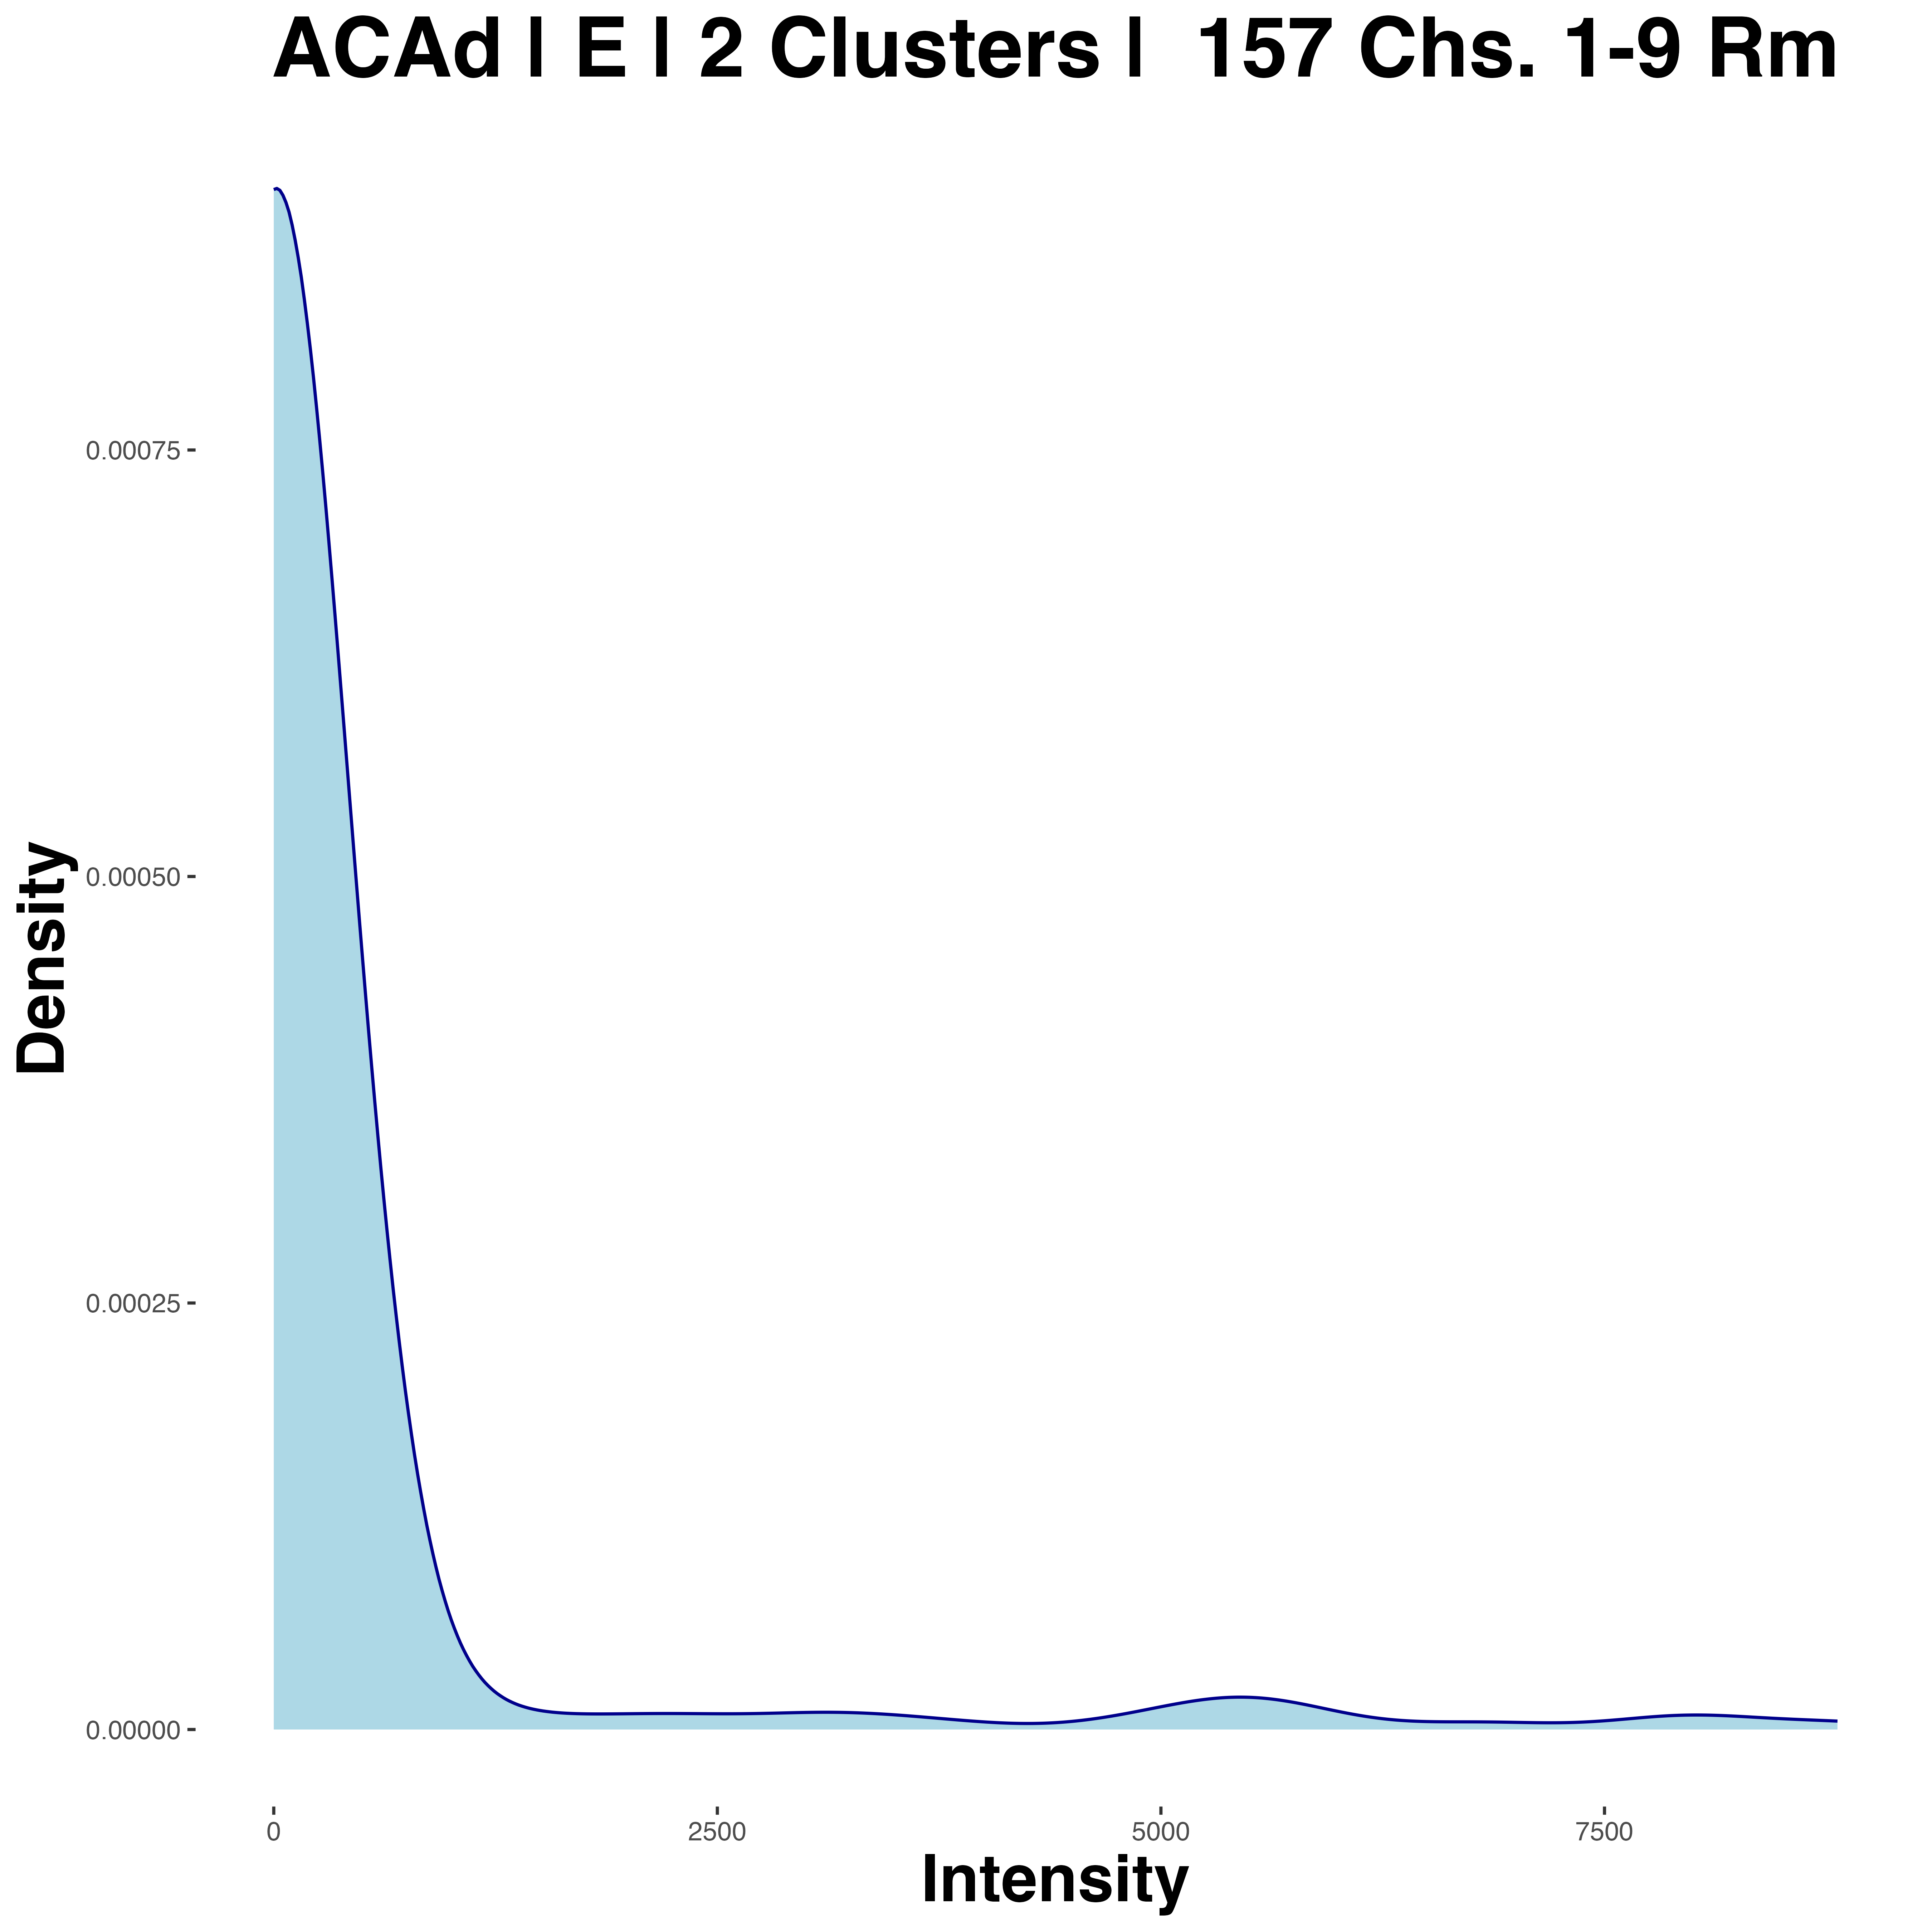 ACAd | E | 2 Clusters | 157 Chs. 1-9 Rm
Density
0.00075
0.00050
0.00025
0.00000
0 2500 5000 7500
Intensity